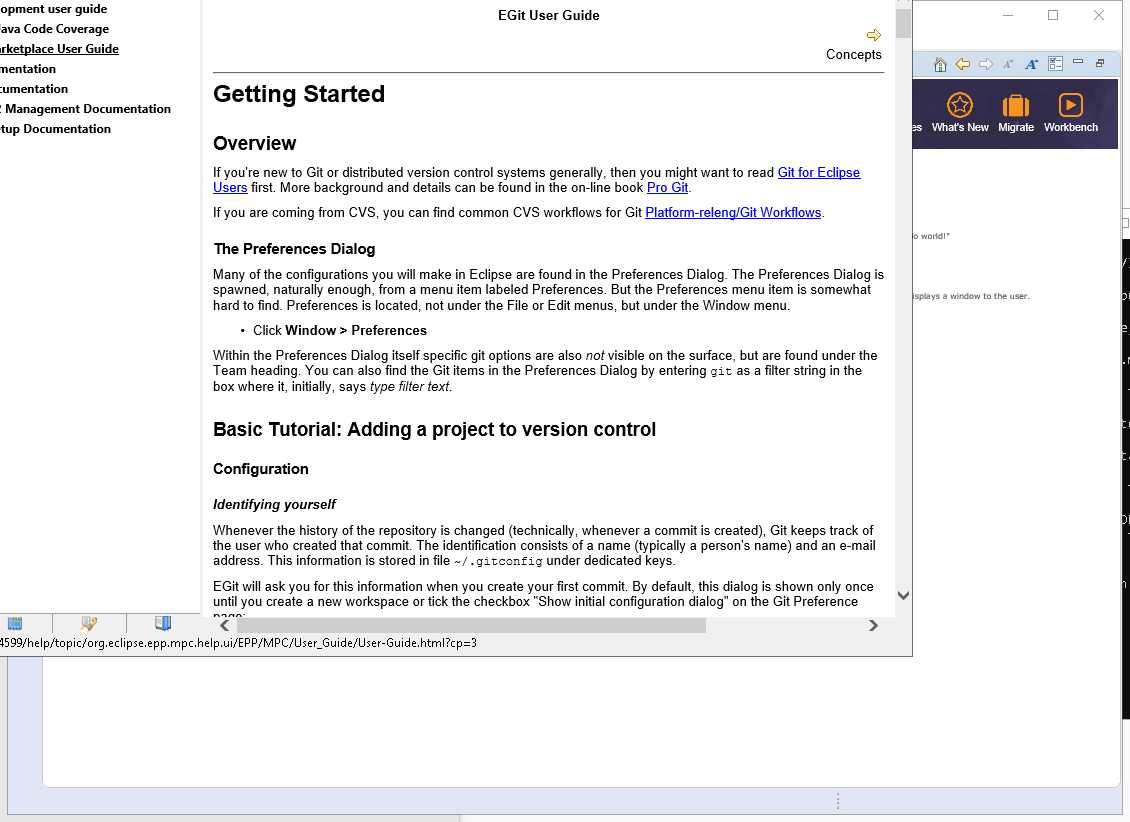 opment user guide
ava Code Coverage
arketplace User Guide
mentation
cumentation
2 Management Documentation
tup Documentation
EGit User Guide
Concepts
Getting Started
Overview
If you're new to Git or distributed version control systems generally, then you might want to read Git for Eclipse
Users first. More background and details can be found in the on-line book Pro Git.
If you are coming from CVS, you can find common CVS workflows for Git Platform-releng/Git Workflows.
The Preferences Dialog
Many of the configurations you will make in Eclipse are found in the Preferences Dialog. The Preferences Dialog is
spawned, naturally enough, from a menu item labeled Preferences. But the Preferences menu item is somewhat
hard to find. Preferences is located, not under the File or Edit menus, but under the Window menu.
• Click Window > Preferences
Within the Preferences Dialog itself specific git options are also not visible on the surface, but are found under the
Team heading. You can also find the Git items in the Preferences Dialog by entering git as a filter string in the
box where it, initially, says type filter text.
Basic Tutorial: Adding a project to version control
Configuration
Identifying yourself
Whenever the history of the repository is changed (technically, whenever a commit is created), Git keeps track of
the user who created that commit. The identification consists of a name (typically a person's name) and an e-mail
address. This information is stored in file ~/.gitconfig under dedicated keys.
EGit will ask you for this information when you create your first commit. By default, this dialog is shown only once
until you create a new workspace or tick the checkbox "Show initial configuration dialog" on the Git Preference
page:
4599/help/topic/org.eclipse.epp.mpc.help.ui/EPP/MPC/User_Guide/User-Guide.html?cp=3
es What's New Migrate Workbench
o world!"
isplays a window to the user.